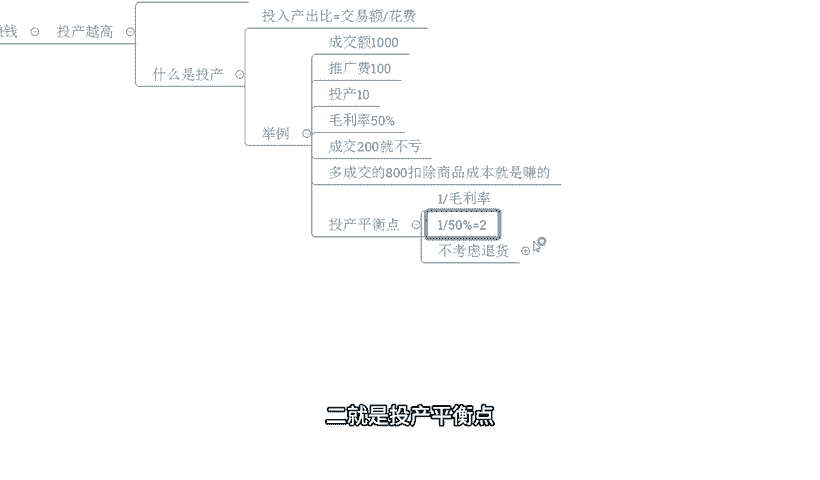 赚钱
投产越高
投入产出比=交易额/花费
什么是投产
成交额1000
推广费100
投产10
毛利率50%
举例
成交200就不亏
多成交的800扣除商品成本就是赚的
1/毛利率
投产平衡点
1/50%=2
不考虑退货
二就是投产平衡点